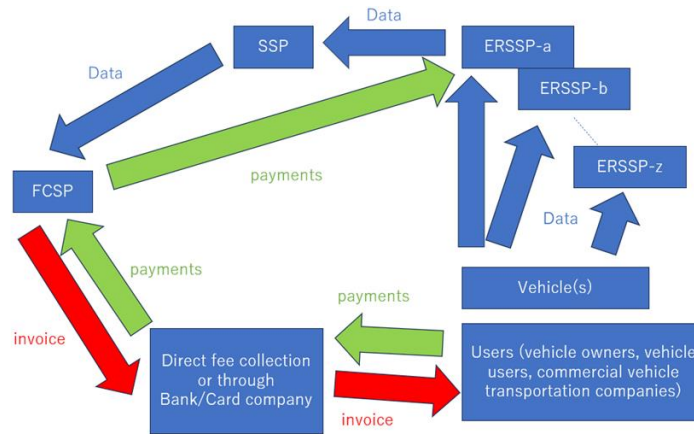 Data
SSP
ERSSP-a
Data
ERSSP-b
payments
ERSSP-z
FCSP
Data
payments
Vehicle(s)
payments
invoice
Direct fee collection
or through
Bank/Card company
Users (vehicle owners, vehicle
users, commercial vehicle
transportation companies)
invoice